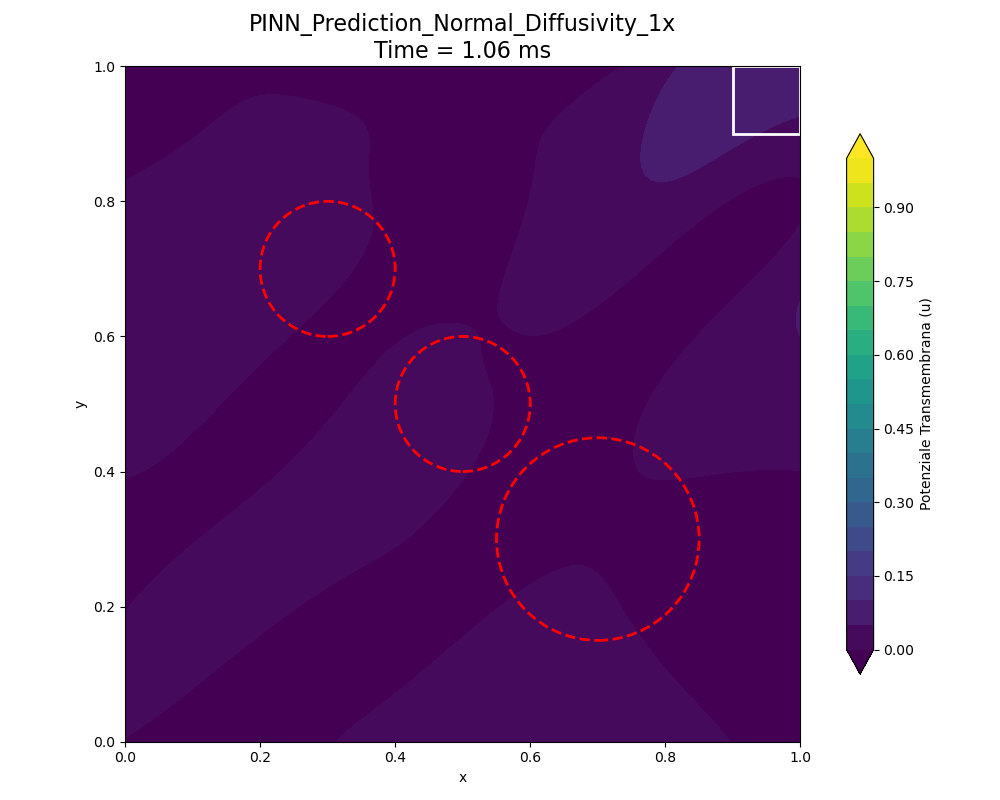 PINN_Prediction_Normal_Diffusivity_1x
Time = 1.06 ms
1.0
0.8
0.6
0.4
0.2
0.0
y
0.0 0.2 0.4 0.6 0.8 1.0
x
0.90
0.75
0.60
0.45
0.30
0.15
0.00
Potenziale Transmembrana (u)